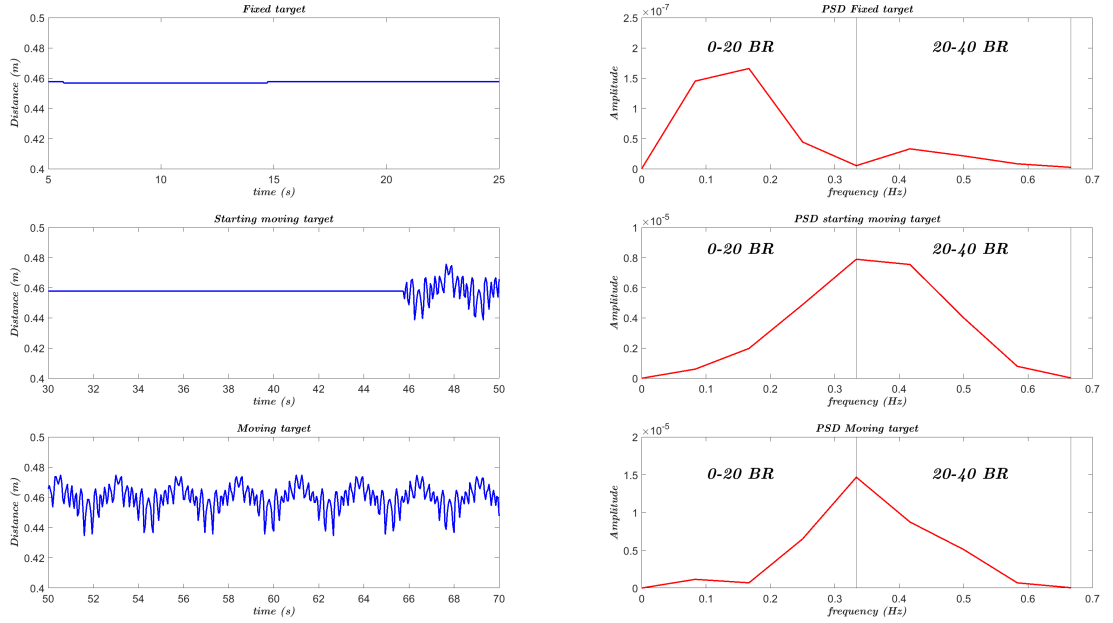 Fixed target
0.5
0.48
0.46
0.44
0.42
0.4
Distance (m)
5 10 15 20 25
time (s)
PSD Fixed target
×10^-7
2.5
2
1.5
1
0.5
0
Amplitude
0-20 BR 20-40 BR
0 0.1 0.2 0.3 0.4 0.5 0.6 0.7
frequency (Hz)
Starting moving target
0.5
0.48
0.46
0.44
0.42
0.4
Distance (m)
30 32 34 36 38 40 42 44 46 48 50
time (s)
PSD starting moving target
×10^-5
1
0.8
0.6
0.4
0.2
0
Amplitude
0-20 BR 20-40 BR
0 0.1 0.2 0.3 0.4 0.5 0.6 0.7
frequency (Hz)
Moving target
0.5
0.48
0.46
0.44
0.42
0.4
Distance (m)
50 52 54 56 58 60 62 64 66 68 70
time (s)
PSD Moving target
×10^-5
2
1.5
1
0.5
0
Amplitude
0-20 BR 20-40 BR
0 0.1 0.2 0.3 0.4 0.5 0.6 0.7
frequency (Hz)